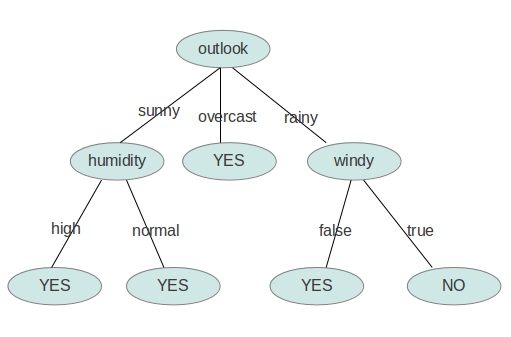 outlook
sunny
overcast
rainy
humidity
YES
windy
high
normal
false
true
YES
YES
YES
NO